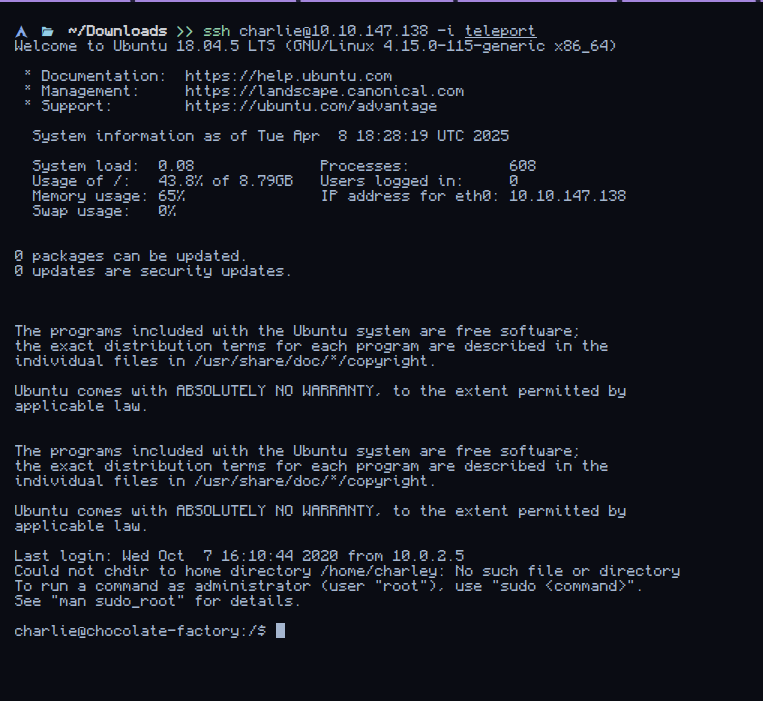 ~/Downloads >> ssh charlie@10.10.147.138 -i teleport
Welcome to Ubuntu 18.04.5 LTS (GNU/Linux 4.15.0-115-generic x86_64)

 * Documentation:  https://help.ubuntu.com
 * Management:     https://landscape.canonical.com
 * Support:        https://ubuntu.com/advantage

  System information as of Tue Apr  8 18:28:19 UTC 2025

  System load:  0.08              Processes:           608
  Usage of /:   43.8% of 8.79GB   Users logged in:     0
  Memory usage: 65%               IP address for eth0: 10.10.147.138
  Swap usage:   0%

0 packages can be updated.
0 updates are security updates.

The programs included with the Ubuntu system are free software;
the exact distribution terms for each program are described in the
individual files in /usr/share/doc/*/copyright.

Ubuntu comes with ABSOLUTELY NO WARRANTY, to the extent permitted by
applicable law.

The programs included with the Ubuntu system are free software;
the exact distribution terms for each program are described in the
individual files in /usr/share/doc/*/copyright.

Ubuntu comes with ABSOLUTELY NO WARRANTY, to the extent permitted by
applicable law.

Last login: Wed Oct  7 16:10:44 2020 from 10.0.2.5
Could not chdir to home directory /home/charley: No such file or directory
To run a command as administrator (user "root"), use "sudo <command>".
See "man sudo_root" for details.

charlie@chocolate-factory:/$